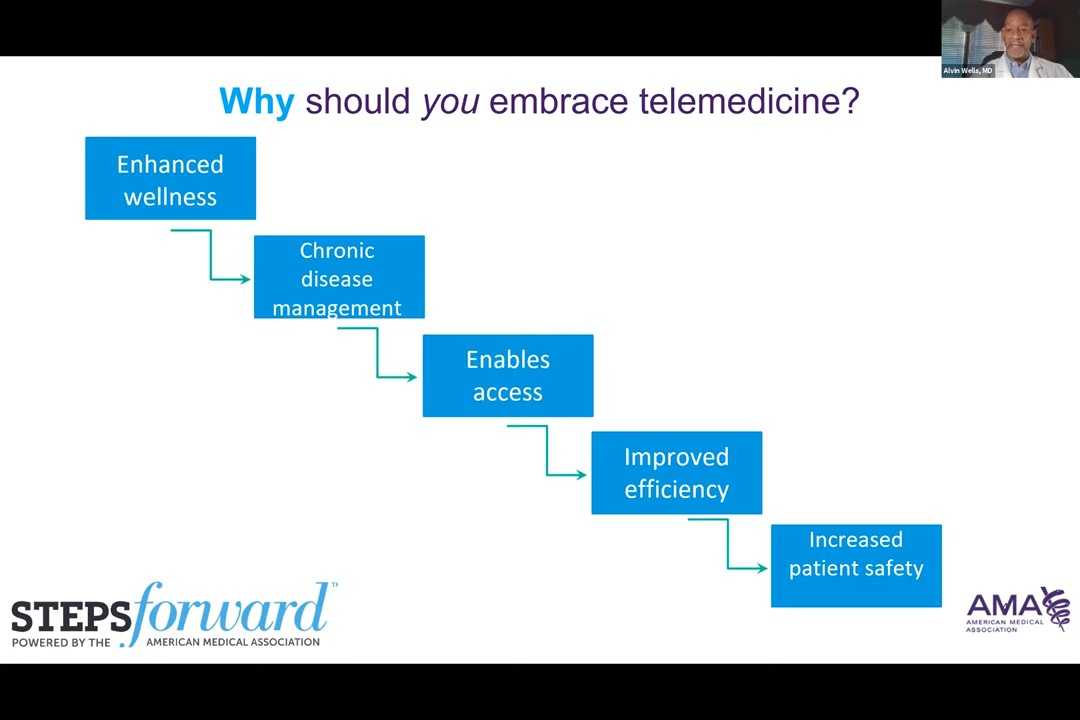 Alvin Wells, MD
Why should you embrace telemedicine?
Enhanced
wellness
Chronic
disease
management
Enables
access
Improved
efficiency
Increased
patient safety
STEPSforward™
POWERED BY THE AMERICAN MEDICAL ASSOCIATION
AMA
AMERICAN MEDICAL
ASSOCIATION